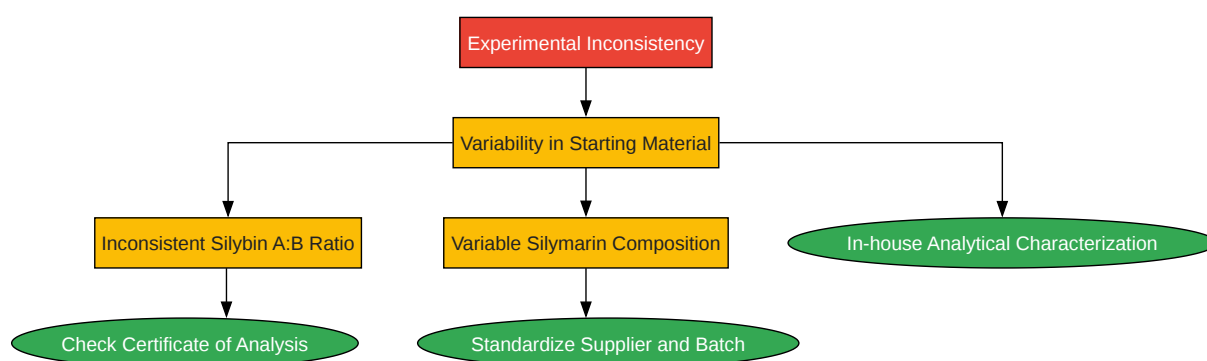 Experimental Inconsistency
Variability in Starting Material
Inconsistent Silybin A:B Ratio
Variable Silymarin Composition
In-house Analytical Characterization
Check Certificate of Analysis
Standardize Supplier and Batch